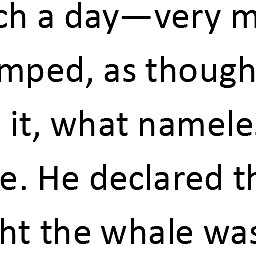 ch a day—very m
mped, as though
it, what namele
e. He declared th
ht the whale was